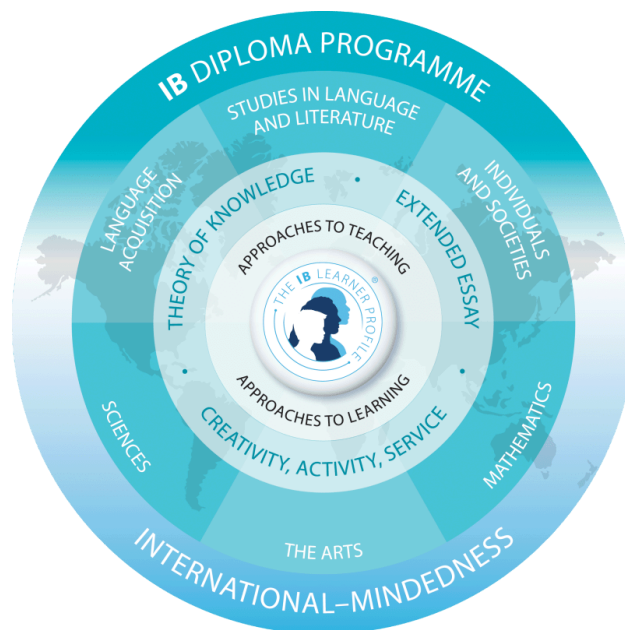 IB DIPLOMA PROGRAMME
STUDIES IN LANGUAGE
AND LITERATURE
LANGUAGE
ACQUISITION
INDIVIDUALS
AND SOCIETIES
THEORY OF KNOWLEDGE
•
EXTENDED ESSAY
APPROACHES TO TEACHING
THE IB LEARNER PROFILE
®
APPROACHES TO LEARNING
•
•
CREATIVITY, ACTIVITY, SERVICE
SCIENCES
MATHEMATICS
THE ARTS
INTERNATIONAL–MINDEDNESS